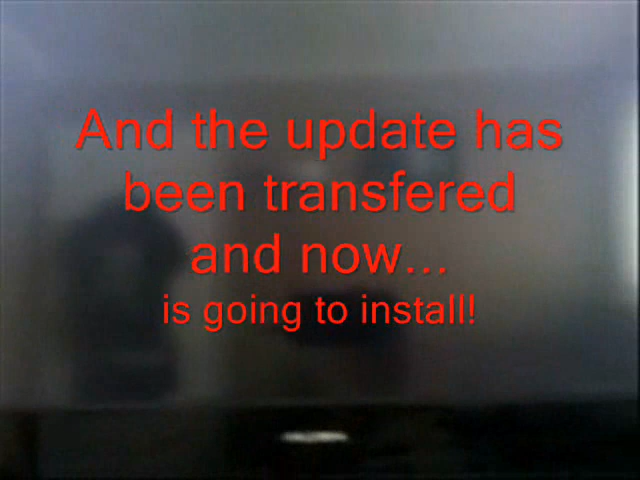 And the update has
been transfered
and now...
is going to install!